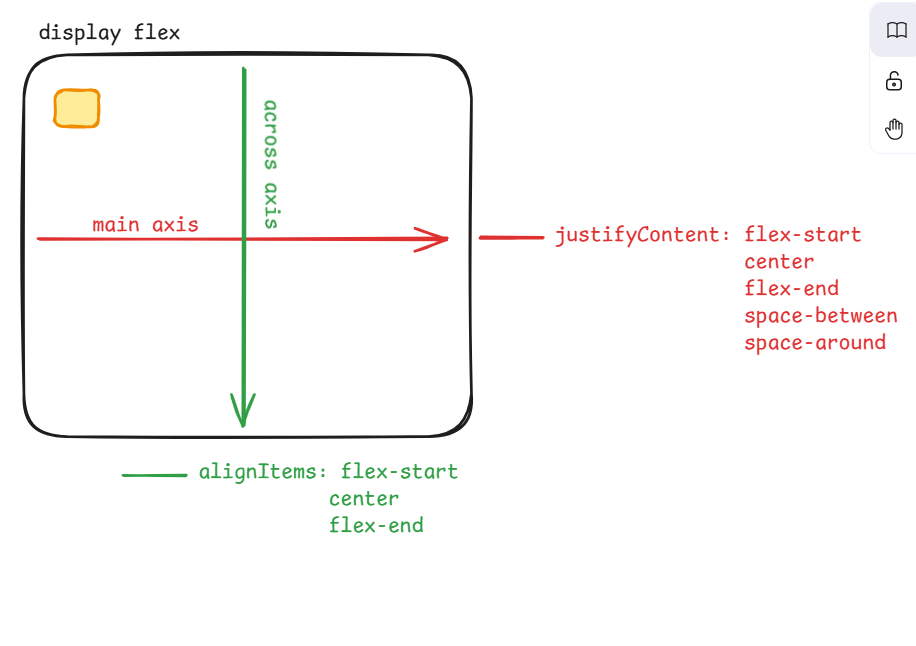 display flex
across axis
main axis
justifyContent: flex-start
center
flex-end
space-between
space-around
alignItems: flex-start
center
flex-end